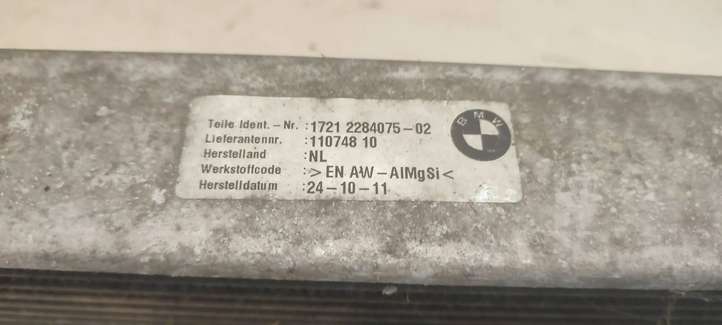 Teile Ident. - Nr. :1721 2284075-02
Lieferantennr. :110748 10
Herstelland :NL
Werkstoffcode :>EN AW-AlMgSi<
Herstelldatum :24-10-11
BMW